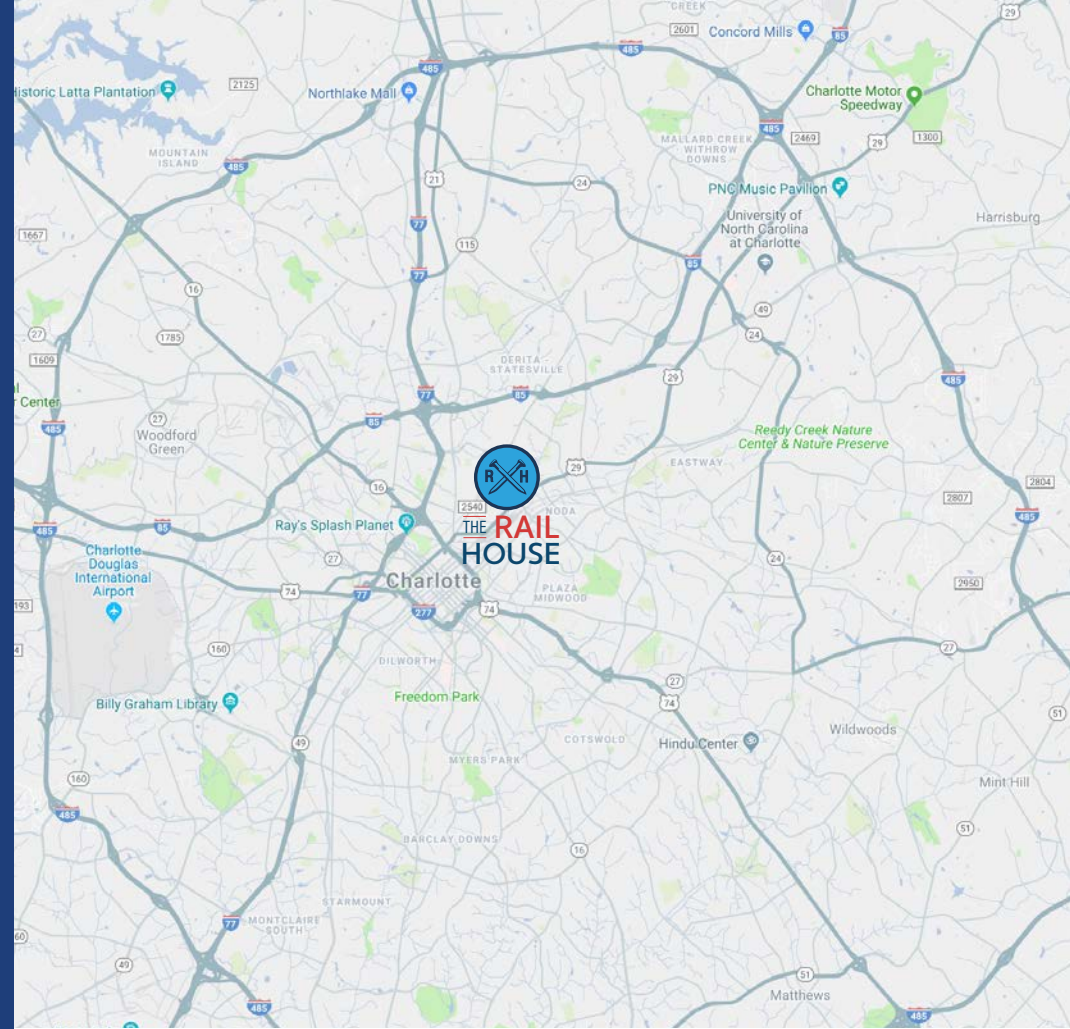 CREEK
29
2601
Concord Mills
85
485
485
Historic Latta Plantation
2125
Northlake Mall
Charlotte Motor
Speedway
485
2469
29
1300
MALLARD CREEK
WITHROW
DOWNS
MOUNTAIN
ISLAND
485
21
24
PNC Music Pavilion
University of
North Carolina
at Charlotte
Harrisburg
77
1667
115
85
77
16
49
27
1785
24
1609
DERITA -
STATESVILLE
29
485
77
85
Center
27
85
485
Woodford
Green
Reedy Creek Nature
Center & Nature Preserve
EASTWAY
29
R H
16
2540
NODA
2804
2807
485
THE RAIL
HOUSE
Ray's Splash Planet
485
85
Charlotte
Douglas
International
Airport
27
24
Charlotte
2950
74
77
PLAZA
MIDWOOD
193
277
74
4
160
27
DILWORTH
27
Freedom Park
74
Billy Graham Library
51
49
COTSWOLD
Hindu Center
Wildwoods
MYERS PARK
160
Mint Hill
485
51
BARCLAY DOWNS
16
STARMOUNT
77
MONTCLAIRE
SOUTH
60
49
51
Matthews
485
485